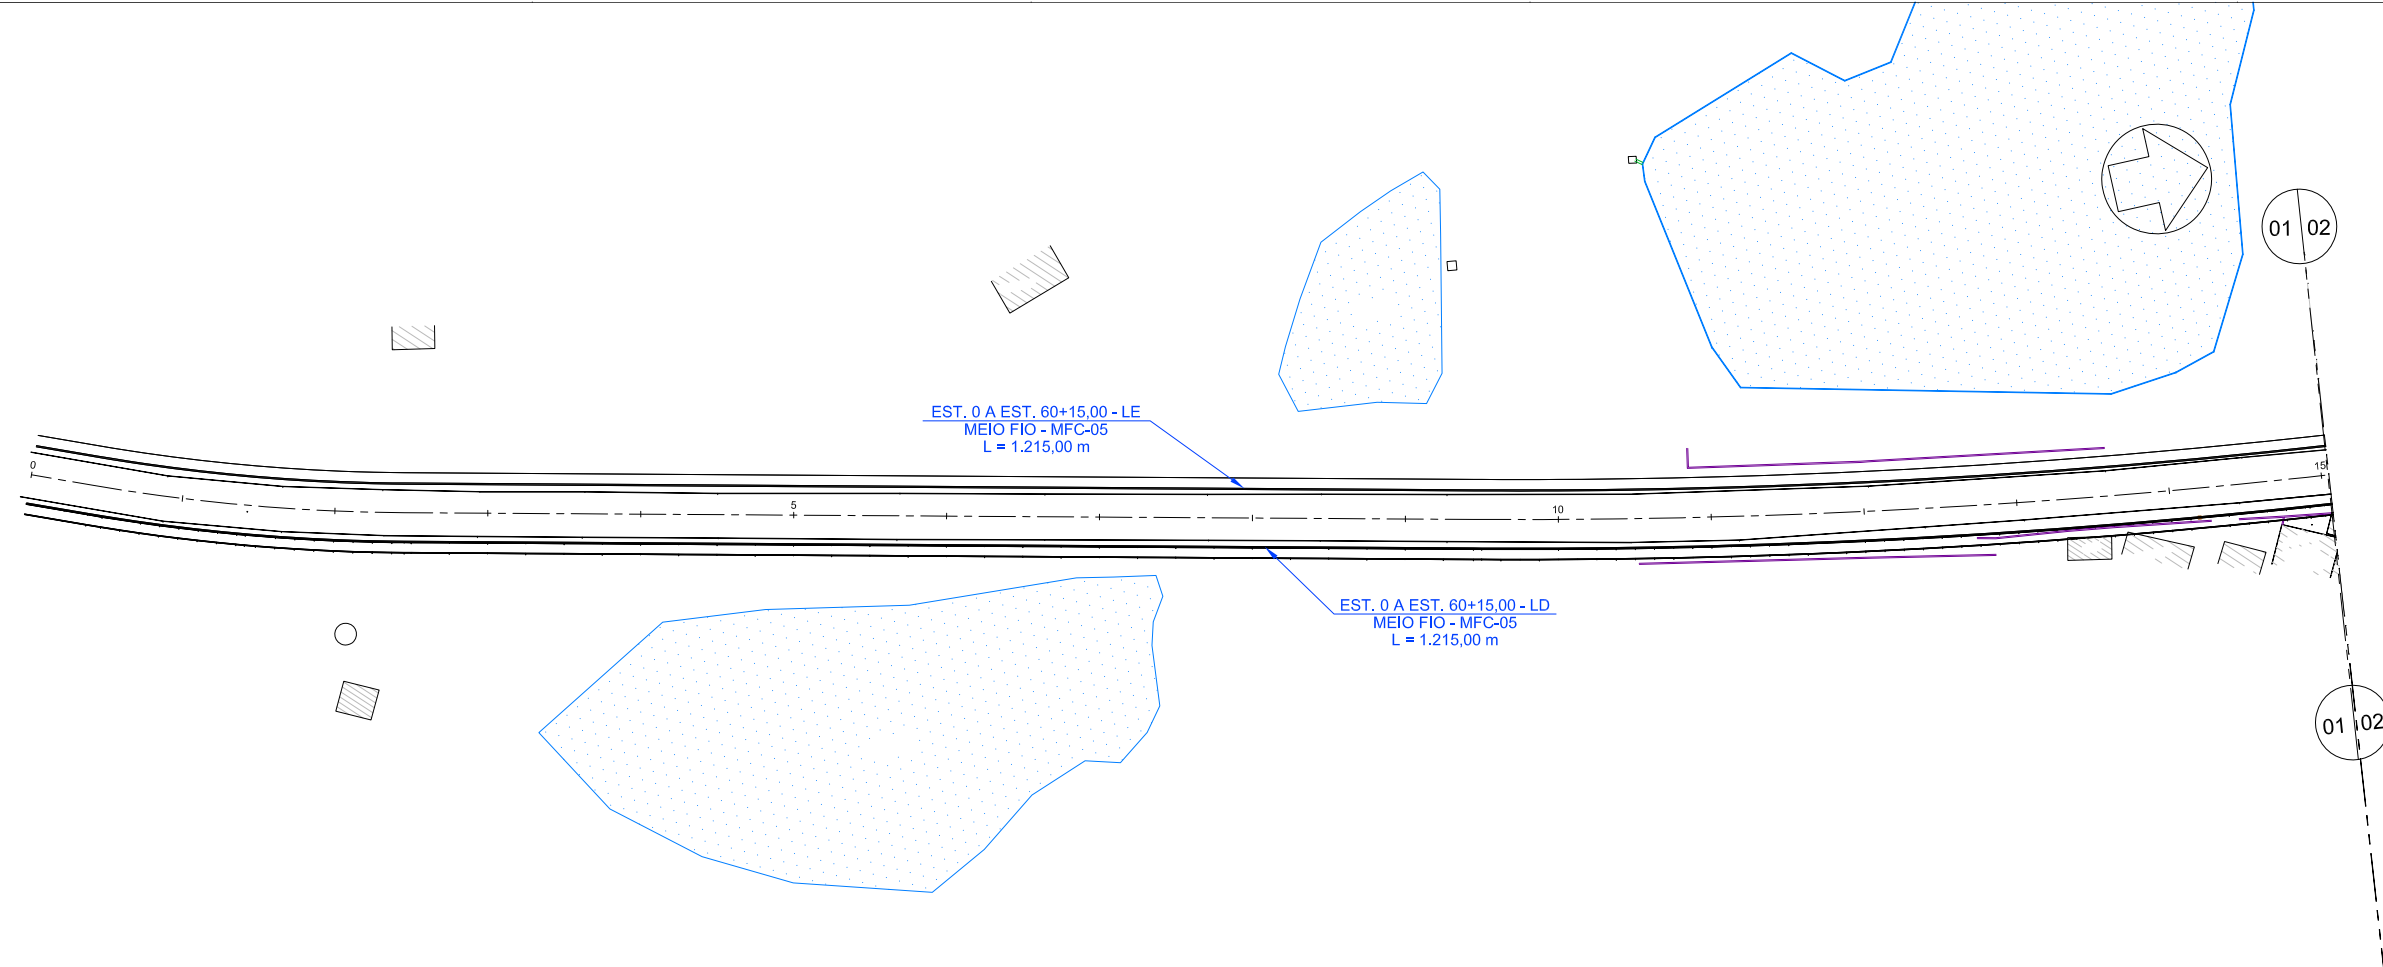 01 02
EST. 0 A EST. 60+15,00 - LE
MEIO FIO - MFC-05
L = 1.215,00 m
0
5
10
15
EST. 0 A EST. 60+15,00 - LD
MEIO FIO - MFC-05
L = 1.215,00 m
01 02